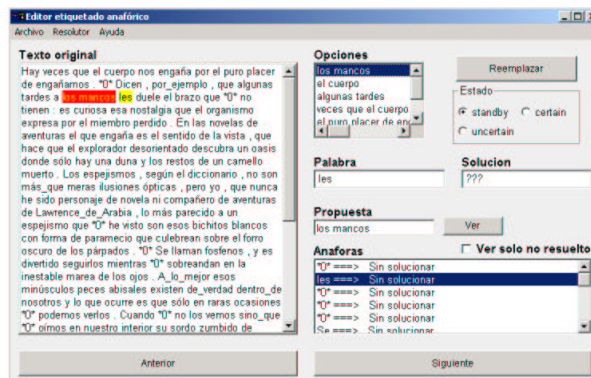 Editor etiquetado anafórico
Archivo Resolutor Ayuda
Texto original
Hay veces que el cuerpo nos engaña por el puro placer
de engañarnos . *0* Dicen , por_ejemplo , que algunas
tardes a los mancos les duele el brazo que *0* no
tienen : es curiosa esa nostalgia que el organismo
expresa por el miembro perdido . En las novelas de
aventuras el que engaña es el sentido de la vista , que
hace que el explorador desorientado descubra un oasis
donde sólo hay una duna y los restos de un camello
muerto . Los espejismos , según el diccionario , no son
más_que meras ilusiones ópticas , pero yo , que nunca
he sido personaje de novela ni compañero de aventuras
de Lawrence_de_Arabia , lo más parecido a un
espejismo que *0* he visto son esos bichitos blancos
con forma de paramecio que culebrean sobre el forro
oscuro de los párpados . *0* Se llaman fosfenos , y es
divertido seguirlos mientras *0* sobreandan en la
inestable marea de los ojos . A_lo_mejor esos
minúsculos peces abisales existen de_verdad dentro_de
nosotros y lo que ocurre es que sólo en raras ocasiones
*0* podemos verlos . Cuando *0* no los vemos sino_que
*0* oímos en nuestro interior su sordo zumbido de
Anterior
Opciones
los mancos
el cuerpo
algunas tardes
veces que el cuerpo
el puro placer de en
Reemplazar
Estado
standby certain
uncertain
Palabra
les
Solucion
???
Propuesta
los mancos
Ver
Anaforas
Ver solo no resuelto
*0* ===> Sin solucionar
les ===> Sin solucionar
*0* ===> Sin solucionar
*0* ===> Sin solucionar
*0* ===> Sin solucionar
Se ===> Sin solucionar
Siguiente